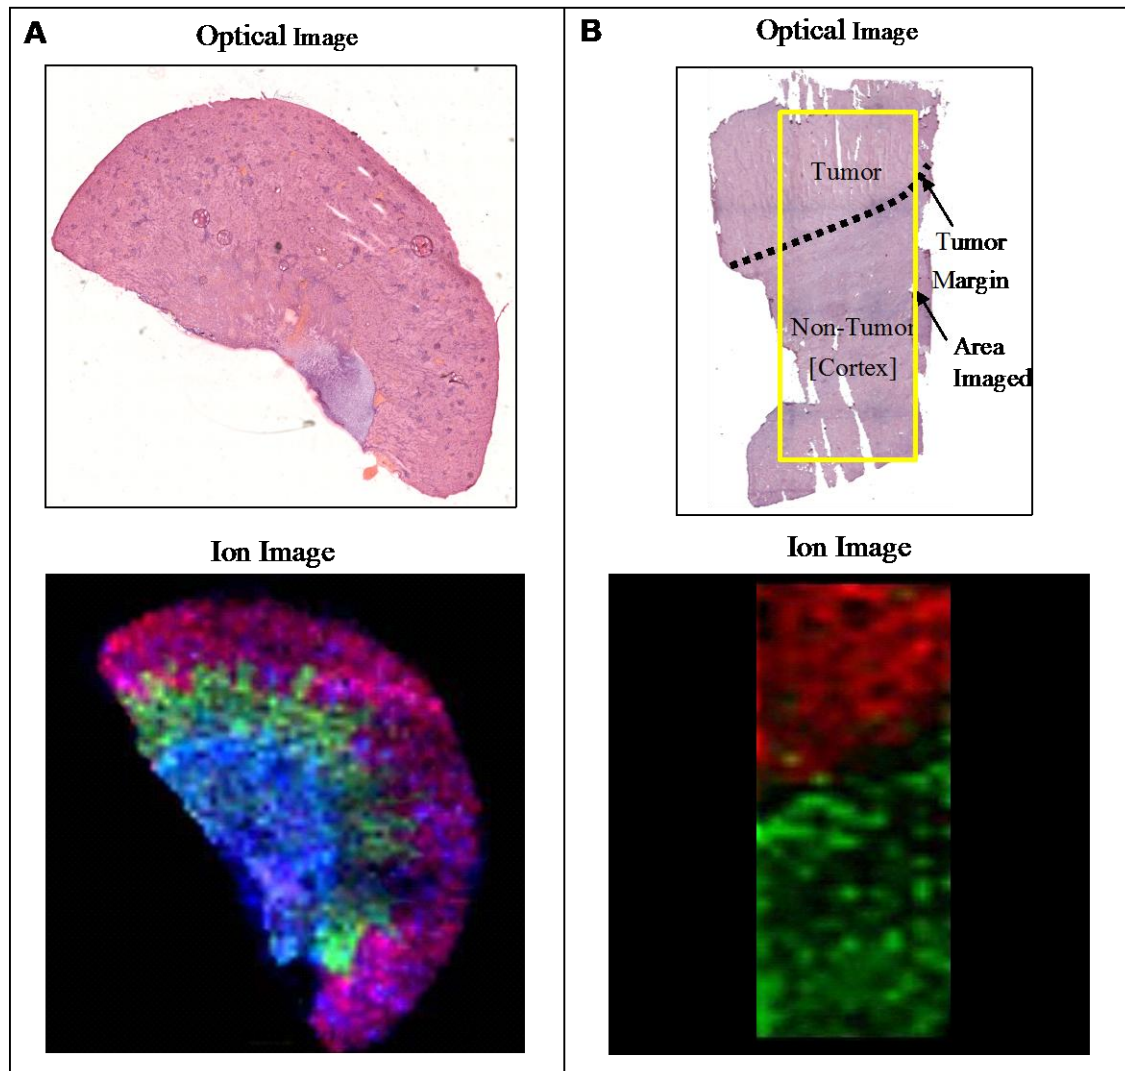 A
Optical Image
Ion Image
B
Optical Image
Tumor
Tumor
Margin
Non-Tumor
[Cortex]
Area
Imaged
Ion Image